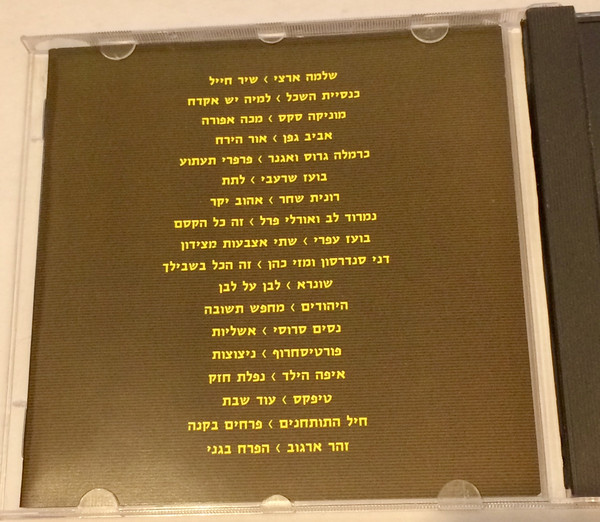 שלמה ארצי > שיר חייל
כנסיית השכל > למיה יש אקדח
מוניקה סקס > מכה אפורה
אביב גפן > אור הירח
כרמלה גרוס ואגנר > פרפרי תעתוע
בועז שרעבי > לתת
רונית שחר > אהוב יקר
נמרוד לב ואורלי פרל > זה כל הקסם
בועז עפרי > שתי אצבעות מצידון
דני סנדרסון ומזי כהן > זה הכל בשבילך
שונרא > לבן על לבן
היהודים > מחפש תשובה
נסים סרוסי > אשליות
פורטיסחרוף > ניצוצות
איפה הילד > נפלת חזק
טיפקס > עוד שבת
חיל התותחנים > פרחים בקנה
זהר ארגוב > הפרח בגני